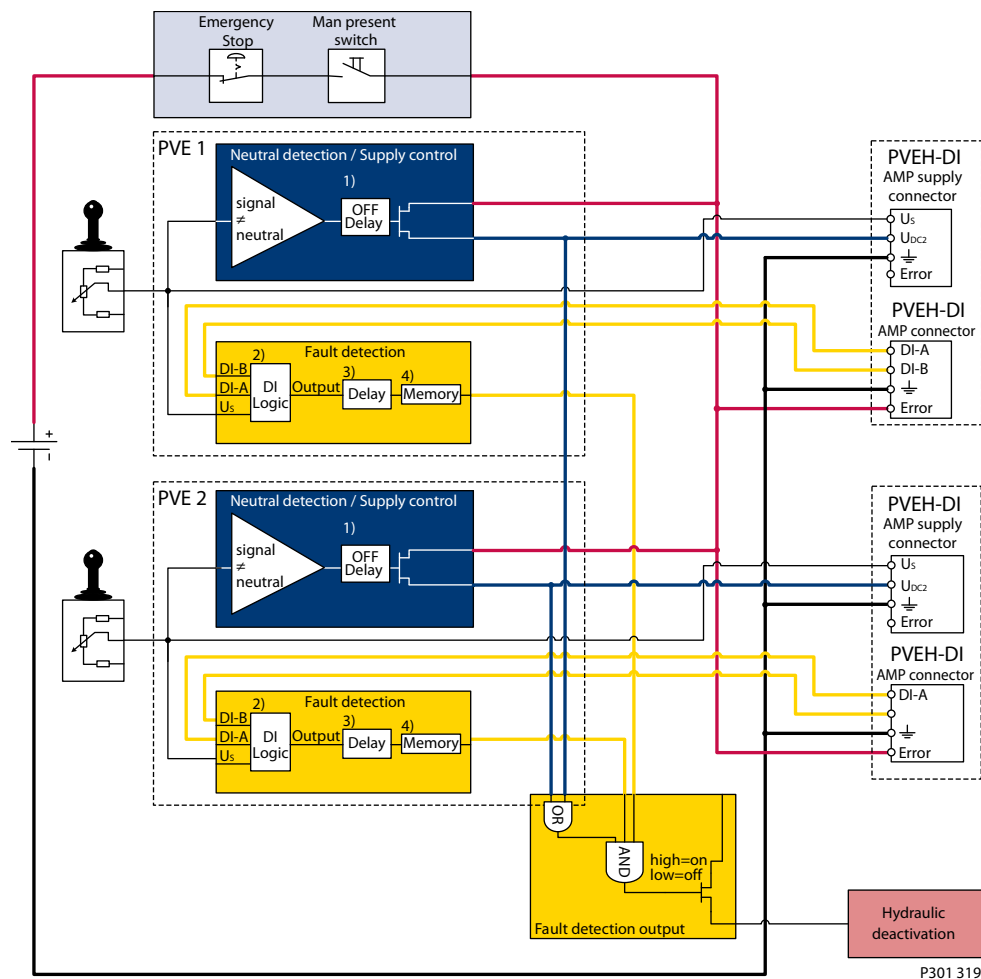 Emergency
Stop
Man present
switch
PVE 1
Neutral detection / Supply control
signal
≠
neutral
1)
OFF
Delay
Fault detection
DI-B
DI-A
Us
2)
DI
Logic
Output
3)
Delay
4)
Memory
PVEH-DI
AMP supply
connector
Us
UDC2
Error
PVEH-DI
AMP connector
DI-A
DI-B
Error
+
–
PVE 2
Neutral detection / Supply control
signal
≠
neutral
1)
OFF
Delay
Fault detection
DI-B
DI-A
Us
2)
DI
Logic
Output
3)
Delay
4)
Memory
PVEH-DI
AMP supply
connector
Us
UDC2
Error
PVEH-DI
AMP connector
DI-A
Error
OR
AND
high=on
low=off
Fault detection output
Hydraulic
deactivation
P301 319